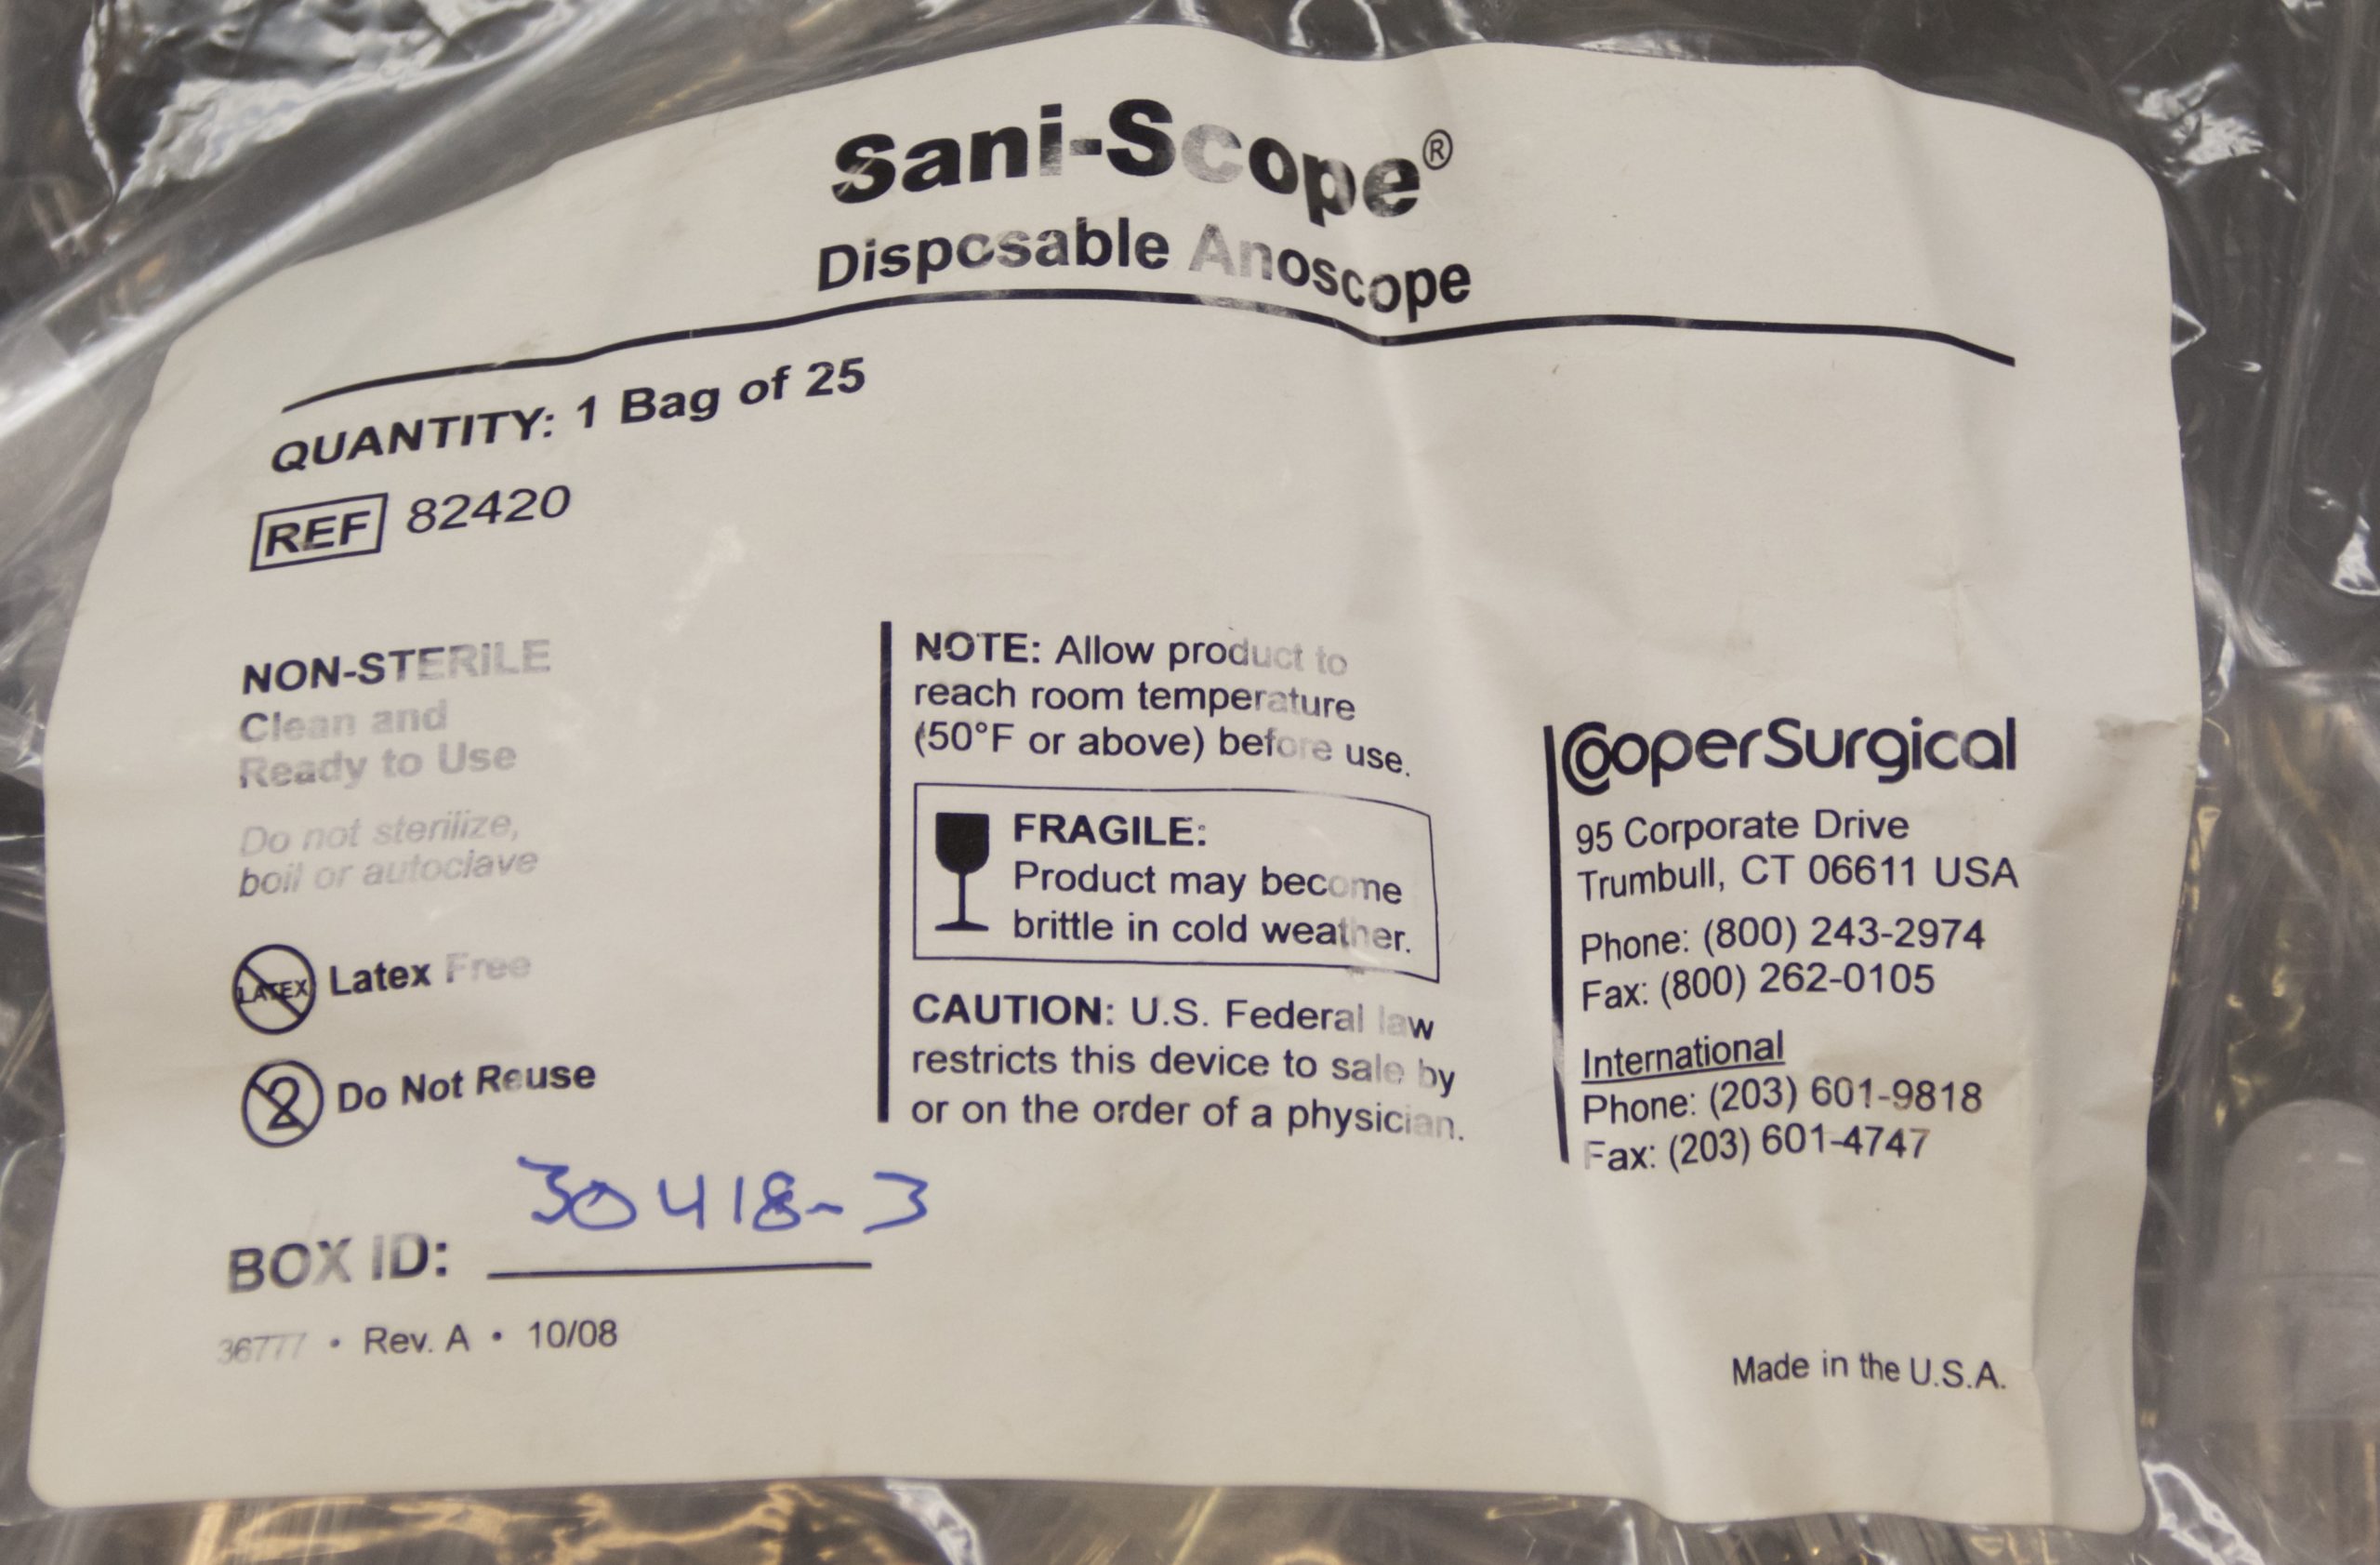 Sani-Scope®
Disposable Anoscope
QUANTITY: 1 Bag of 25
REF 82420
NON-STERILE
Clean and
Ready to Use
Do not sterilize,
boil or autoclave
LATEX Latex Free
2 Do Not Reuse
BOX ID: 30418-3
36777 • Rev. A • 10/08
NOTE: Allow product to
reach room temperature
(50°F or above) before use.
FRAGILE:
Product may become
brittle in cold weather.
CAUTION: U.S. Federal law
restricts this device to sale by
or on the order of a physician.
CooperSurgical
95 Corporate Drive
Trumbull, CT 06611 USA
Phone: (800) 243-2974
Fax: (800) 262-0105
International
Phone: (203) 601-9818
Fax: (203) 601-4747
Made in the U.S.A.